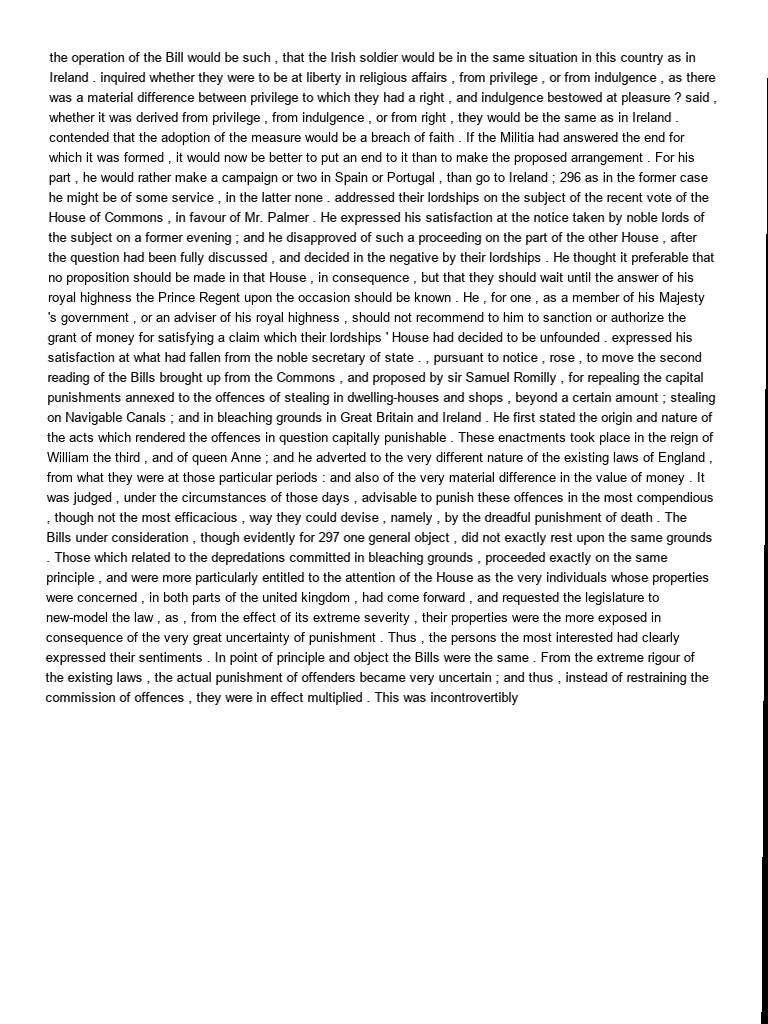 the operation of the Bill would be such , that the Irish soldier would be in the same situation in this country as in
Ireland . inquired whether they were to be at liberty in religious affairs , from privilege , or from indulgence , as there
was a material difference between privilege to which they had a right , and indulgence bestowed at pleasure ? said ,
whether it was derived from privilege , from indulgence , or from right , they would be the same as in Ireland .
contended that the adoption of the measure would be a breach of faith . If the Militia had answered the end for
which it was formed , it would now be better to put an end to it than to make the proposed arrangement . For his
part , he would rather make a campaign or two in Spain or Portugal , than go to Ireland ; 296 as in the former case
he might be of some service , in the latter none . addressed their lordships on the subject of the recent vote of the
House of Commons , in favour of Mr. Palmer . He expressed his satisfaction at the notice taken by noble lords of
the subject on a former evening ; and he disapproved of such a proceeding on the part of the other House , after
the question had been fully discussed , and decided in the negative by their lordships . He thought it preferable that
no proposition should be made in that House , in consequence , but that they should wait until the answer of his
royal highness the Prince Regent upon the occasion should be known . He , for one , as a member of his Majesty
's government , or an adviser of his royal highness , should not recommend to him to sanction or authorize the
grant of money for satisfying a claim which their lordships ' House had decided to be unfounded . expressed his
satisfaction at what had fallen from the noble secretary of state . , pursuant to notice , rose , to move the second
reading of the Bills brought up from the Commons , and proposed by sir Samuel Romilly , for repealing the capital
punishments annexed to the offences of stealing in dwelling-houses and shops , beyond a certain amount ; stealing
on Navigable Canals ; and in bleaching grounds in Great Britain and Ireland . He first stated the origin and nature of
the acts which rendered the offences in question capitally punishable . These enactments took place in the reign of
William the third , and of queen Anne ; and he adverted to the very different nature of the existing laws of England ,
from what they were at those particular periods : and also of the very material difference in the value of money . It
was judged , under the circumstances of those days , advisable to punish these offences in the most compendious
, though not the most efficacious , way they could devise , namely , by the dreadful punishment of death . The
Bills under consideration , though evidently for 297 one general object , did not exactly rest upon the same grounds
. Those which related to the depredations committed in bleaching grounds , proceeded exactly on the same
principle , and were more particularly entitled to the attention of the House as the very individuals whose properties
were concerned , in both parts of the united kingdom , had come forward , and requested the legislature to
new-model the law , as , from the effect of its extreme severity , their properties were the more exposed in
consequence of the very great uncertainty of punishment . Thus , the persons the most interested had clearly
expressed their sentiments . In point of principle and object the Bills were the same . From the extreme rigour of
the existing laws , the actual punishment of offenders became very uncertain ; and thus , instead of restraining the
commission of offences , they were in effect multiplied . This was incontrovertibly